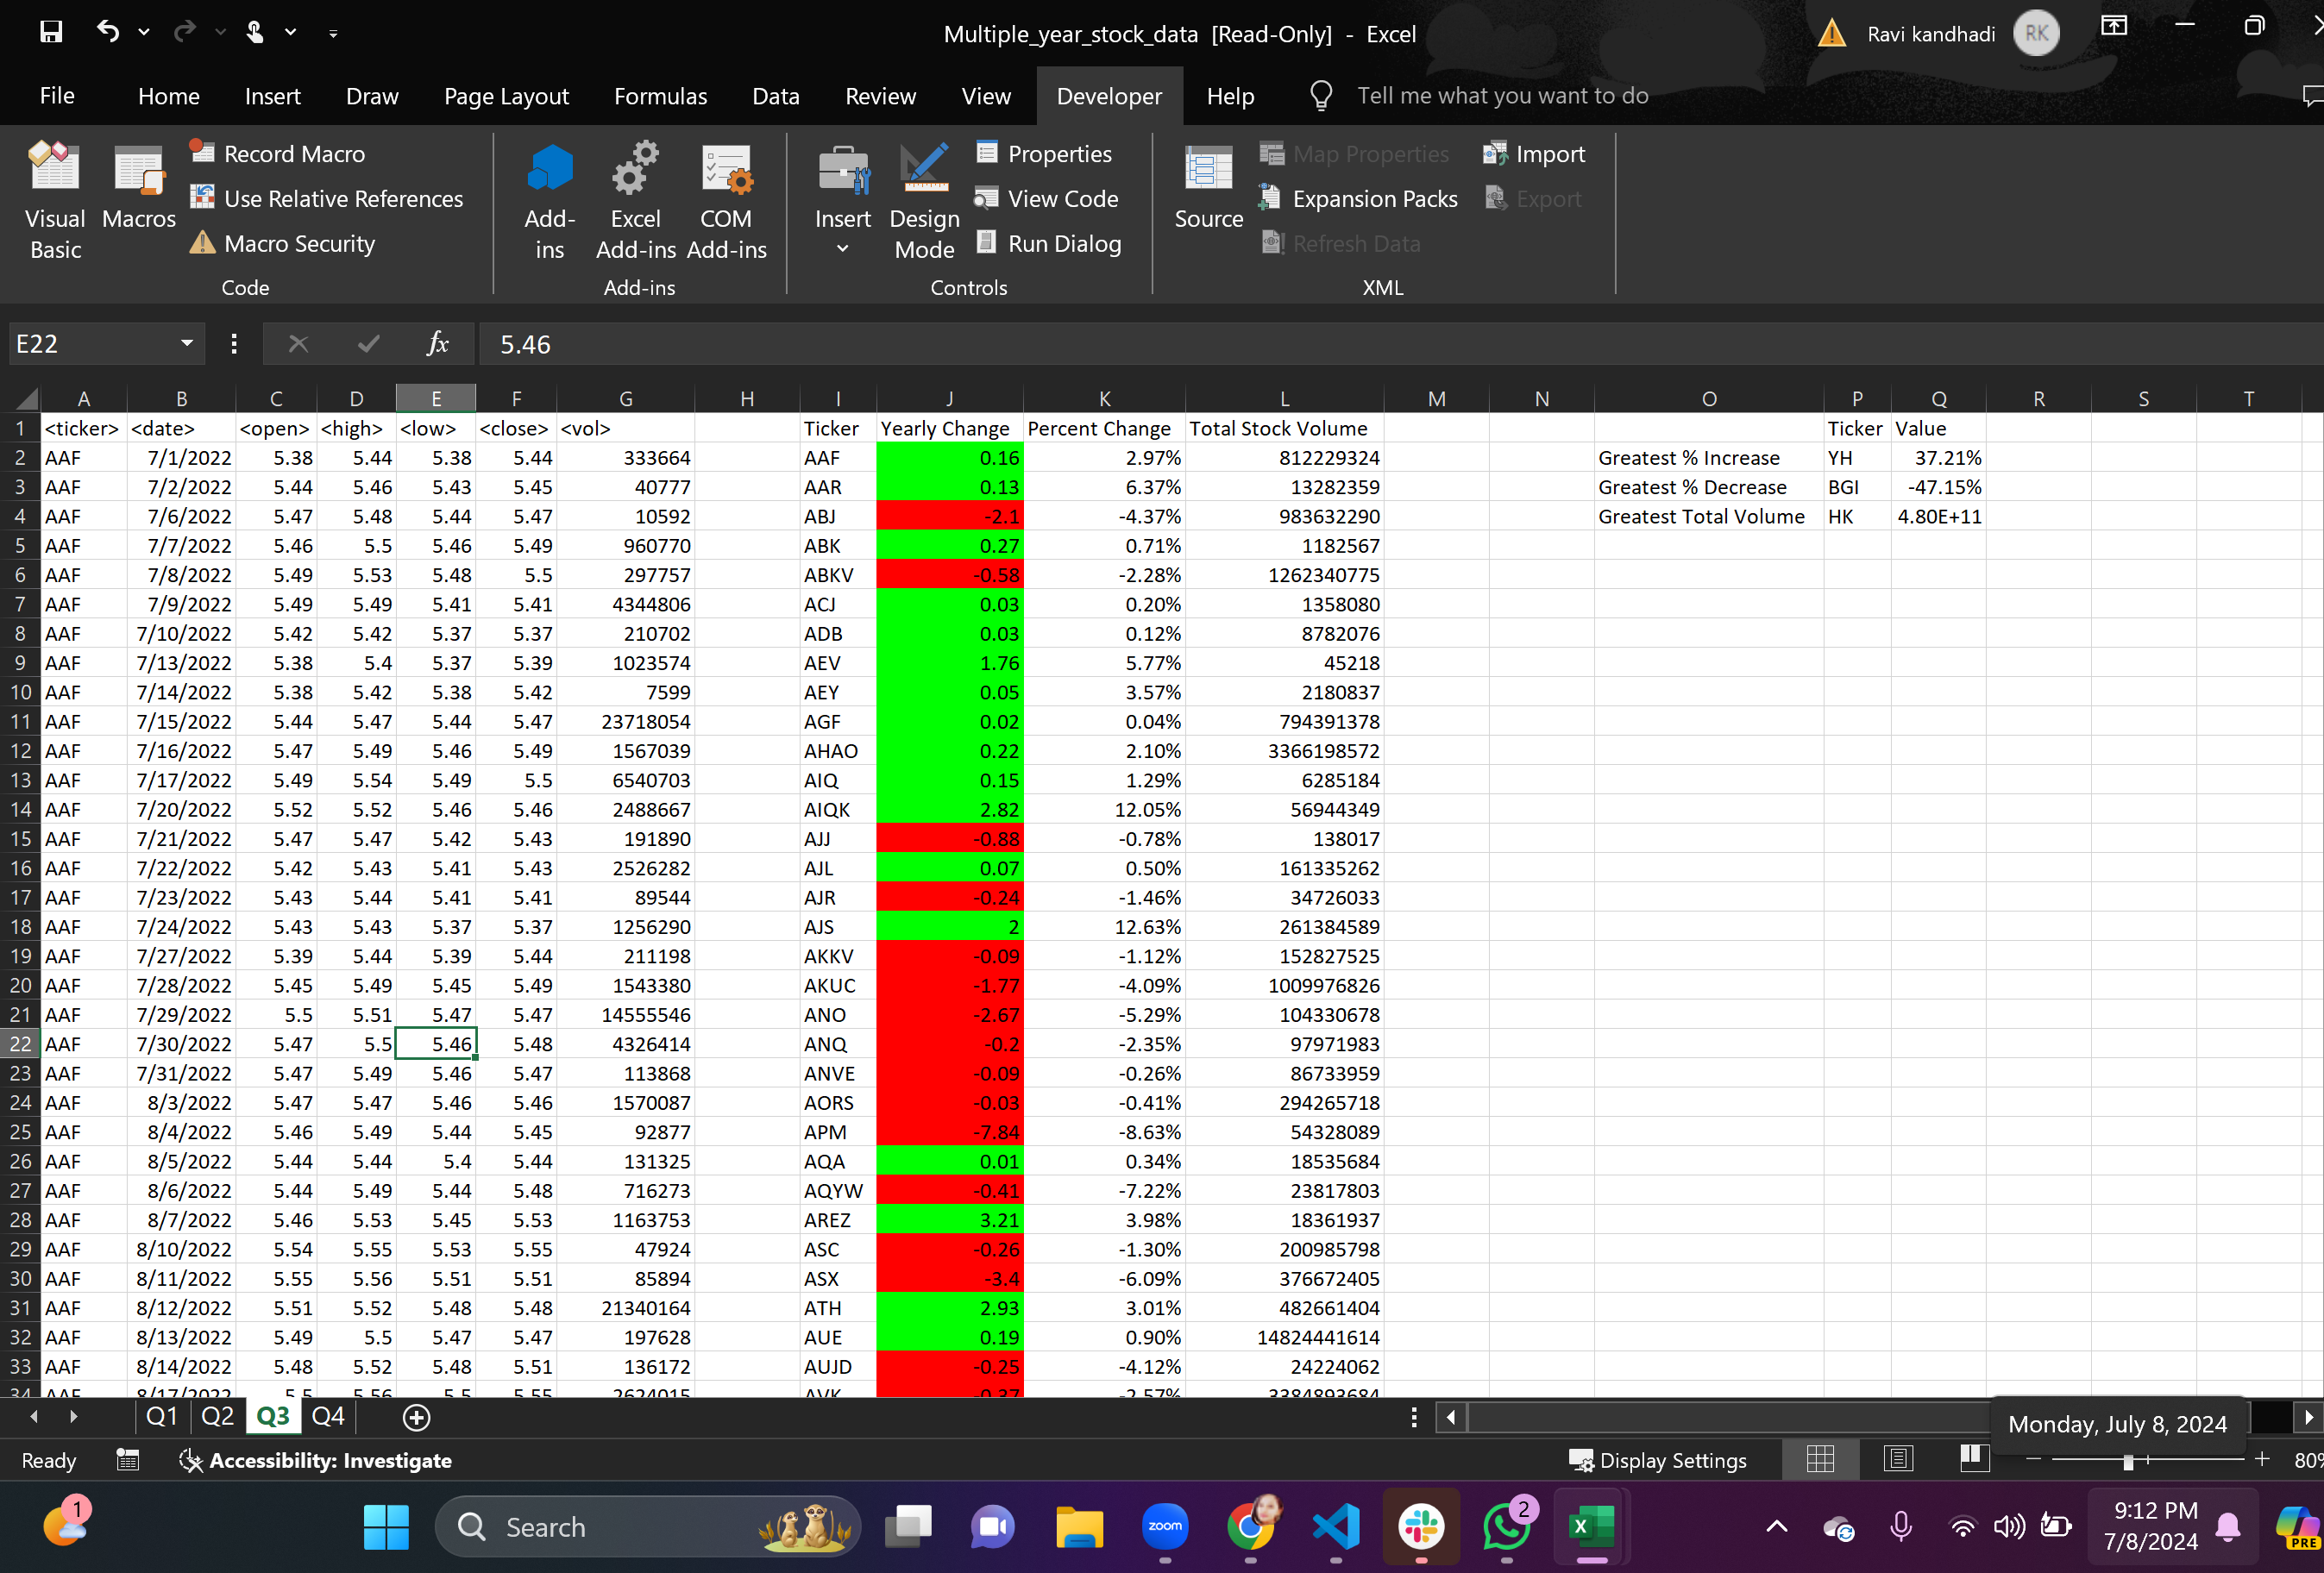 Multiple_year_stock_data [Read-Only] - Excel
Ravi kandhadi RK
File Home Insert Draw Page Layout Formulas Data Review View Developer Help Tell me what you want to do
Visual Basic
Macros
Record Macro
Use Relative References
Macro Security
Code
Add-ins
Excel Add-ins
COM Add-ins
Add-ins
Insert
Design Mode
Properties
View Code
Run Dialog
Controls
Source
Map Properties
Expansion Packs
Refresh Data
Import
Export
XML
E22 fx 5.46
A B C D E F G H I J K L M N O P Q R S T
1 <ticker> <date> <open> <high> <low> <close> <vol> Ticker Yearly Change Percent Change Total Stock Volume Ticker Value
2 AAF 7/1/2022 5.38 5.44 5.38 5.44 333664 AAF 0.16 2.97% 812229324 Greatest % Increase YH 37.21%
3 AAF 7/2/2022 5.44 5.46 5.43 5.45 40777 AAR 0.13 6.37% 13282359 Greatest % Decrease BGI -47.15%
4 AAF 7/6/2022 5.47 5.48 5.44 5.47 10592 ABJ -2.1 -4.37% 983632290 Greatest Total Volume HK 4.80E+11
5 AAF 7/7/2022 5.46 5.5 5.46 5.49 960770 ABK 0.27 0.71% 1182567
6 AAF 7/8/2022 5.49 5.53 5.48 5.5 297757 ABKV -0.58 -2.28% 1262340775
7 AAF 7/9/2022 5.49 5.49 5.41 5.41 4344806 ACJ 0.03 0.20% 1358080
8 AAF 7/10/2022 5.42 5.42 5.37 5.37 210702 ADB 0.03 0.12% 8782076
9 AAF 7/13/2022 5.38 5.4 5.37 5.39 1023574 AEV 1.76 5.77% 45218
10 AAF 7/14/2022 5.38 5.42 5.38 5.42 7599 AEY 0.05 3.57% 2180837
11 AAF 7/15/2022 5.44 5.47 5.44 5.47 23718054 AGF 0.02 0.04% 794391378
12 AAF 7/16/2022 5.47 5.49 5.46 5.49 1567039 AHAO 0.22 2.10% 3366198572
13 AAF 7/17/2022 5.49 5.54 5.49 5.5 6540703 AIQ 0.15 1.29% 6285184
14 AAF 7/20/2022 5.52 5.52 5.46 5.46 2488667 AIQK 2.82 12.05% 56944349
15 AAF 7/21/2022 5.47 5.47 5.42 5.43 191890 AJJ -0.88 -0.78% 138017
16 AAF 7/22/2022 5.42 5.43 5.41 5.43 2526282 AJL 0.07 0.50% 161335262
17 AAF 7/23/2022 5.43 5.44 5.41 5.41 89544 AJR -0.24 -1.46% 34726033
18 AAF 7/24/2022 5.43 5.43 5.37 5.37 1256290 AJS 2 12.63% 261384589
19 AAF 7/27/2022 5.39 5.44 5.39 5.44 211198 AKKV -0.09 -1.12% 152827525
20 AAF 7/28/2022 5.45 5.49 5.45 5.49 1543380 AKUC -1.77 -4.09% 1009976826
21 AAF 7/29/2022 5.5 5.51 5.47 5.47 14555546 ANO -2.67 -5.29% 104330678
22 AAF 7/30/2022 5.47 5.5 5.46 5.48 4326414 ANQ -0.2 -2.35% 97971983
23 AAF 7/31/2022 5.47 5.49 5.46 5.47 113868 ANVE -0.09 -0.26% 86733959
24 AAF 8/3/2022 5.47 5.47 5.46 5.46 1570087 AORS -0.03 -0.41% 294265718
25 AAF 8/4/2022 5.46 5.49 5.44 5.45 92877 APM -7.84 -8.63% 54328089
26 AAF 8/5/2022 5.44 5.44 5.4 5.44 131325 AQA 0.01 0.34% 18535684
27 AAF 8/6/2022 5.44 5.49 5.44 5.48 716273 AQYW -0.41 -7.22% 23817803
28 AAF 8/7/2022 5.46 5.53 5.45 5.53 1163753 AREZ 3.21 3.98% 18361937
29 AAF 8/10/2022 5.54 5.55 5.53 5.55 47924 ASC -0.26 -1.30% 200985798
30 AAF 8/11/2022 5.55 5.56 5.51 5.51 85894 ASX -3.4 -6.09% 376672405
31 AAF 8/12/2022 5.51 5.52 5.48 5.48 21340164 ATH 2.93 3.01% 482661404
32 AAF 8/13/2022 5.49 5.5 5.47 5.47 197628 AUE 0.19 0.90% 14824441614
33 AAF 8/14/2022 5.48 5.52 5.48 5.51 136172 AUJD -0.25 -4.12% 24224062
34 AAF 8/17/2022 5.5 5.56 5.5 5.55 2624015 AVK -0.37 -2.57% 3384893684
Q1 Q2 Q3 Q4
Monday, July 8, 2024
Ready Accessibility: Investigate Display Settings 80%
1 Search zoom 2 9:12 PM
7/8/2024
PRE